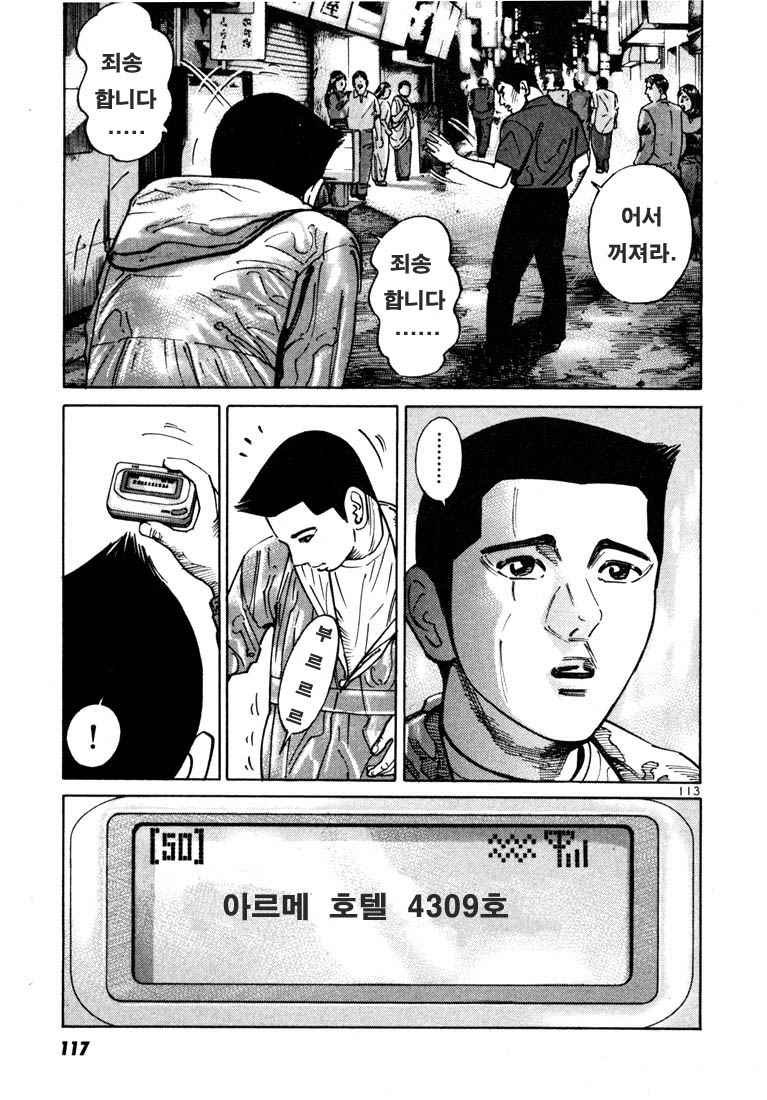 죄송
합니다
.....
어서
꺼져라.
죄송
합니다
......
........
부르르르
!
113
[50]
아르메 호텔 4309호
117